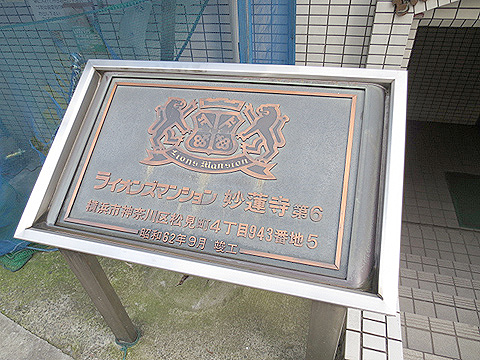 Lions Mansion
ライオンズマンション 妙蓮寺 第6
横浜市神奈川区松見町4丁目943番地5
昭和62年9月 竣工